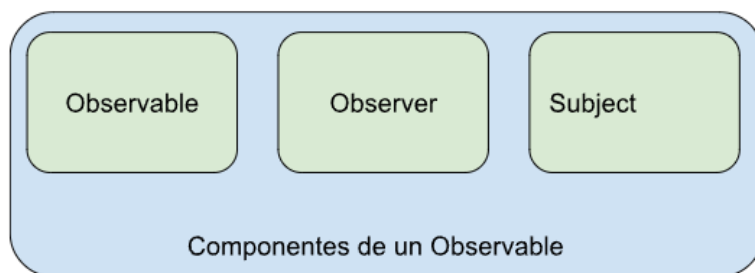 Observable
Observer
Subject
Componentes de un Observable